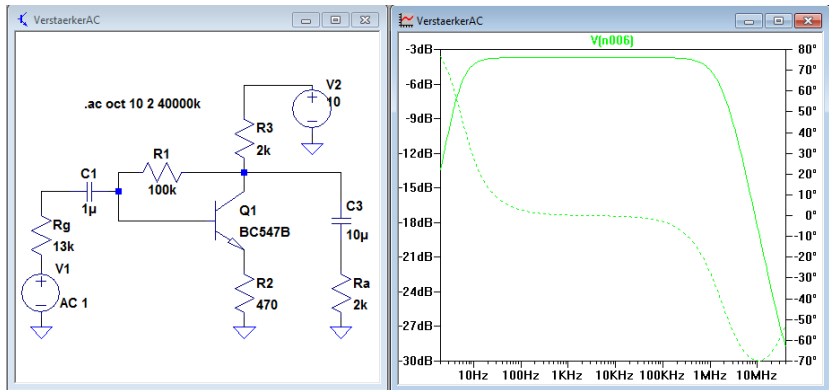 VerstaerkerAC
.ac oct 10 2 40000k
V2
10
R3
2k
R1
100k
C1
1µ
Rg
13k
V1
AC 1
Q1
BC547B
C3
10µ
R2
470
Ra
2k
VerstaerkerAC
V(n006)
-3dB
-6dB
-9dB
-12dB
-15dB
-18dB
-21dB
-24dB
-27dB
-30dB
80°
70°
60°
50°
40°
30°
20°
10°
0°
-10°
-20°
-30°
-40°
-50°
-60°
-70°
10Hz 100Hz 1KHz 10KHz 100KHz 1MHz 10MHz